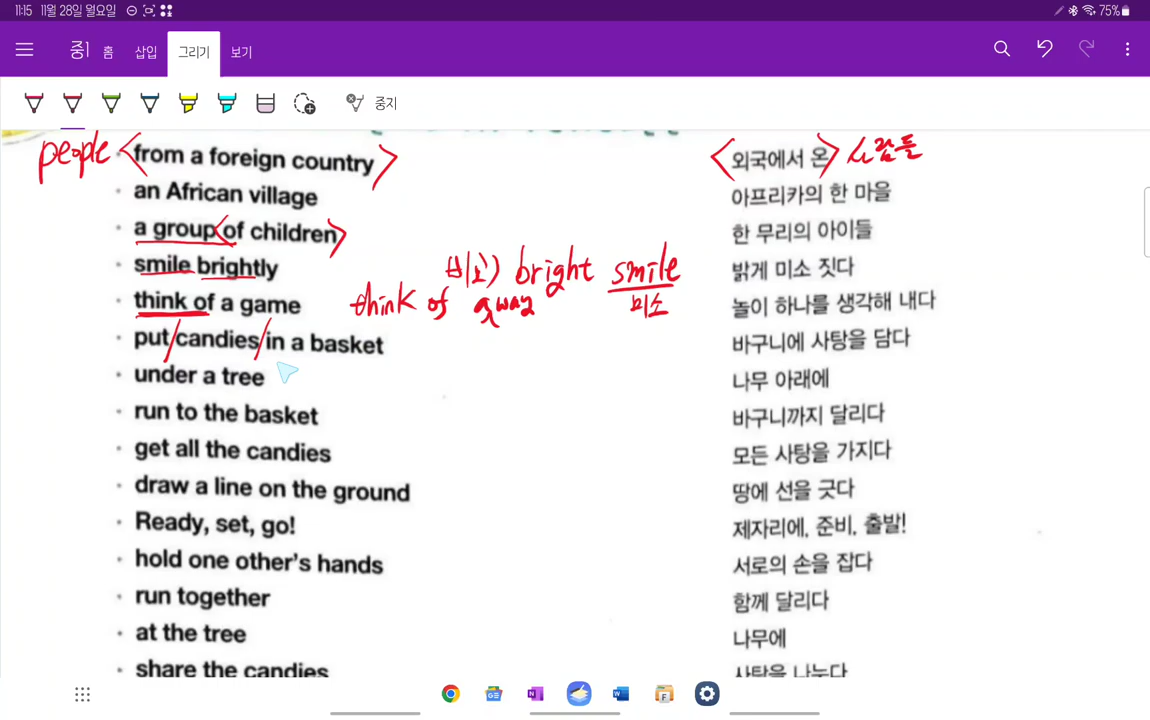 11:15 11월 28일 월요일 75%
중1 홈 삽입 그리기 보기
중지
people <from a foreign country> <외국에서 온> 사람들
an African village 아프리카의 한 마을
a group <of children> 한 무리의 아이들
smile brightly 밝게 미소 짓다
비교) bright smile
미소
think of a game 놀이 하나를 생각해 내다
think of a way
put/candies/in a basket 바구니에 사탕을 담다
under a tree 나무 아래에
run to the basket 바구니까지 달리다
get all the candies 모든 사탕을 가지다
draw a line on the ground 땅에 선을 긋다
Ready, set, go! 제자리에, 준비, 출발!
hold one other's hands 서로의 손을 잡다
run together 함께 달리다
at the tree 나무에
share the candies 사탕을 나누다